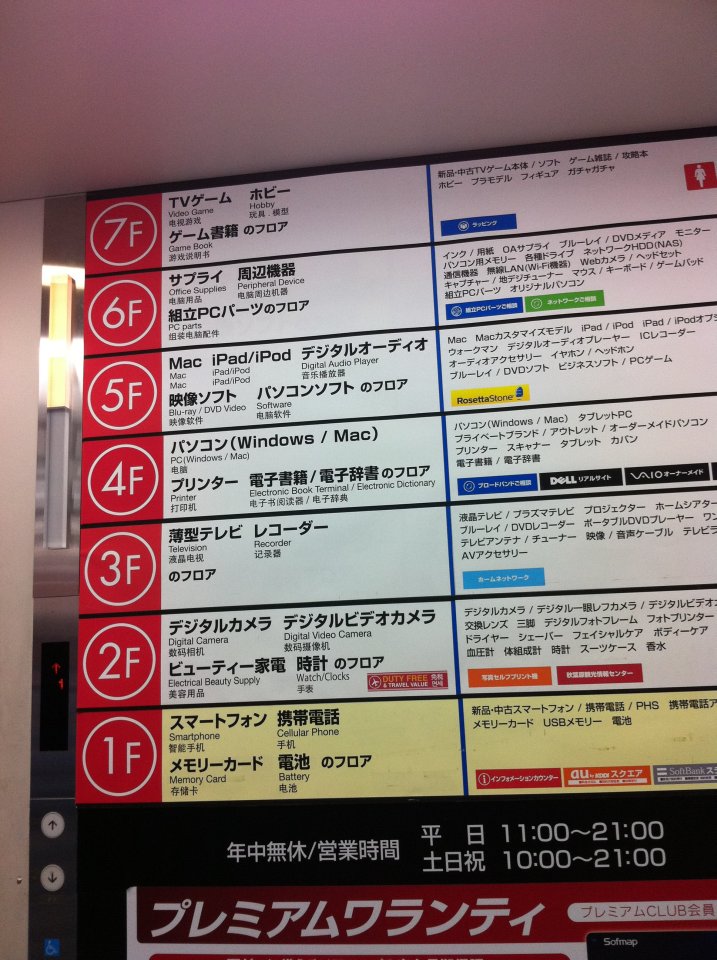 7F
TVゲーム ホビー
Video Game Hobby
电视游戏 玩具.模型
ゲーム書籍 のフロア
Game Book
游戏说明书
新品・中古TVゲーム本体 / ソフト ゲーム雑誌 / 攻略本
ホビー プラモデル フィギュア ガチャガチャ
ラッピング
6F
サプライ 周辺機器
Office Supplies Peripheral Device
电脑用品 电脑周边机器
組立PCパーツのフロア
PC parts
组装电脑配件
インク / 用紙 OAサプライ ブルーレイ / DVDメディア モニター
パソコン用メモリー 各種ドライブ ネットワークHDD(NAS)
通信機器 無線LAN(Wi-Fi機器) Webカメラ / ヘッドセット
キャプチャー / 地デジチューナー マウス / キーボード / ゲームパッド
組立PCパーツ オリジナルパソコン
組立PCパーツご相談 ネットワークご相談
5F
Mac iPad/iPod デジタルオーディオ
Mac iPad/iPod Digital Audio Player
Mac iPad/iPod 音乐播放器
映像ソフト パソコンソフト のフロア
Blu-ray / DVD Video Software
映像软件 电脑软件
Mac Macカスタマイズモデル iPad / iPod iPad / iPodオプシ
ウォークマン デジタルオーディオプレーヤー ICレコーダー
オーディオアクセサリー イヤホン / ヘッドホン
ブルーレイ / DVDソフト ビジネスソフト / PCゲーム
RosettaStone
4F
パソコン(Windows / Mac)
PC(Windows / Mac)
电脑
プリンター 電子書籍/電子辞書のフロア
Printer Electronic Book Terminal / Electronic Dictionary
打印机 电子书阅读器 / 电子辞典
パソコン(Windows / Mac) タブレットPC
プライベートブランド / アウトレット / オーダーメイドパソコン
プリンター スキャナー タブレット カバン
電子書籍 / 電子辞書
ブロードバンドご相談 DELL リアルサイト VAIO オーナーメイド
3F
薄型テレビ レコーダー
Television Recorder
液晶电视 记录器
のフロア
液晶テレビ / プラズマテレビ プロジェクター ホームシアター
ブルーレイ / DVDレコーダー ポータブルDVDプレーヤー ワン
テレビアンテナ / チューナー 映像 / 音声ケーブル テレビラ
AVアクセサリー
ホームネットワーク
2F
デジタルカメラ デジタルビデオカメラ
Digital Camera Digital Video Camera
数码相机 数码摄像机
ビューティー家電 時計 のフロア
Electrical Beauty Supply Watch/Clocks
美容用品 手表
DUTY FREE 免税
& TRAVEL VALUE 免税
デジタルカメラ / デジタル一眼レフカメラ / デジタルビデオ
交換レンズ 三脚 デジタルフォトフレーム フォトプリンター
ドライヤー シェーバー フェイシャルケア ボディーケア
血圧計 体組成計 時計 スーツケース 香水
写真セルフプリント機 秋葉原観光情報センター
1
1F
スマートフォン 携帯電話
Smartphone Cellular Phone
智能手机 手机
メモリーカード 電池 のフロア
Memory Card Battery
存储卡 电池
新品・中古スマートフォン / 携帯電話 / PHS 携帯電話ア
メモリーカード USBメモリー 電池
インフォメーションカウンター au by KDDI スクエア SoftBank ス
年中無休/営業時間
平 日 11:00〜21:00
土日祝 10:00〜21:00
プレミアムワランティ
プレミアムCLUB会員
Sofmap